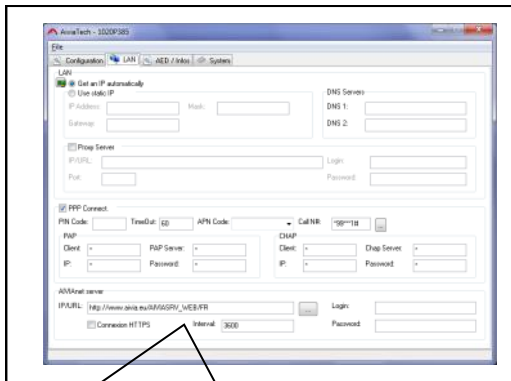 AiviaTech - 1020P385
File
Configuration LAN AED / Infos System
LAN
Get an IP automatically
Use static IP
IP Address: Mask:
Gateway:
DNS Servers
DNS 1:
DNS 2:
Proxy Server
IP/URL: Login:
Port: Password:
PPP Connect.
PIN Code: TimeOut: 60 APN Code: Call N#: *99***1# ...
PAP
Client: * PAP Server: *
IP: * Password: *
CHAP
Client: * Chap Server: *
IP: * Password: *
AIVIAnet server
IP/URL: http://www.aivia.eu/AIVIASRV_WEB/FR ... Login:
Connexion HTTPS Interval: 3600 Password: